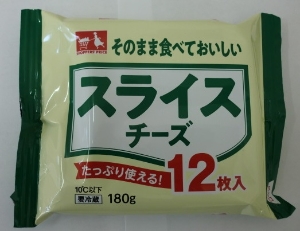 そのまま食べておいしい
スライス
チーズ
たっぷり使える!
12枚入
10℃以下
要冷蔵
180g